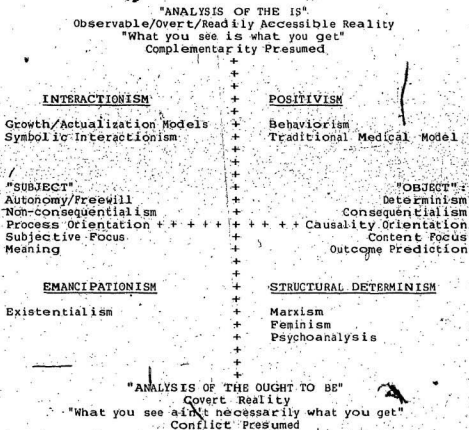 "ANALYSIS OF THE IS"
Observable/Overt/Readily Accessible Reality
"What you see is what you get"
Complementarity Presumed
+
+
+
INTERACTIONISM + POSITIVISM
+
Growth/Actualization Models + Behaviorism
Symbolic Interactionism + Traditional Medical Model
+
+
+
"SUBJECT" + "OBJECT"
Autonomy/Freewill + Determinism
Non-consequentialism + Consequentialism
Process Orientation + + + + + + + + + Causality Orientation
Subjective Focus + Content Focus
Meaning + Outcome Prediction
+
+
EMANCIPATIONISM + STRUCTURAL DETERMINISM
+
Existentialism + Marxism
+ Feminism
+ Psychoanalysis
+
+
+
"ANALYSIS OF THE OUGHT TO BE"
Covert Reality
"What you see ain't necessarily what you get"
Conflict Presumed